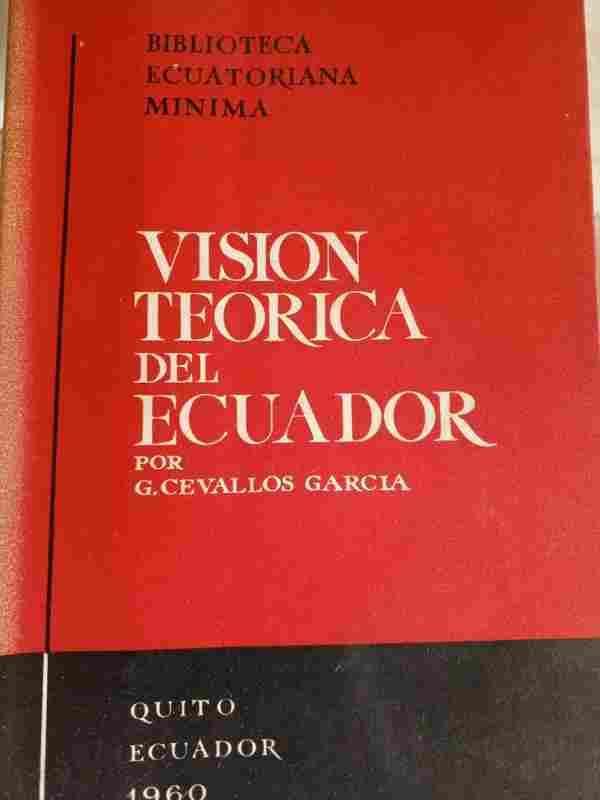 BIBLIOTECA
ECUATORIANA
MINIMA
VISION
TEORICA
DEL
ECUADOR
POR
G. CEVALLOS GARCIA
QUITO
ECUADOR
1960